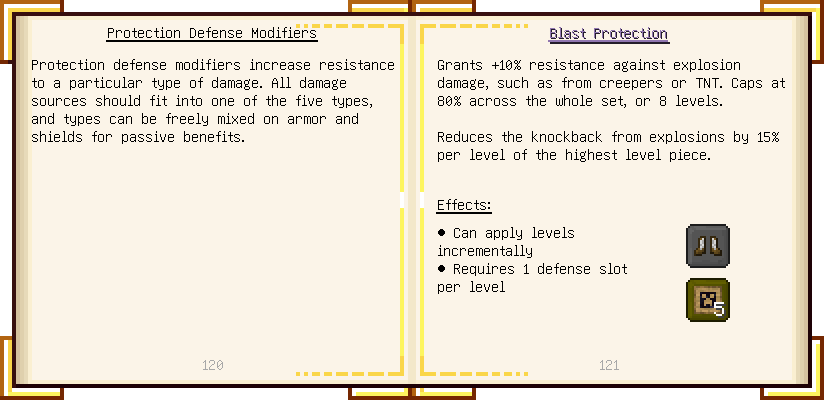 Protection Defense Modifiers
Protection defense modifiers increase resistance
to a particular type of damage. All damage
sources should fit into one of the five types,
and types can be freely mixed on armor and
shields for passive benefits.
120
Blast Protection
Grants +10% resistance against explosion
damage, such as from creepers or TNT. Caps at
80% across the whole set, or 8 levels.
Reduces the knockback from explosions by 15%
per level of the highest level piece.
Effects:
● Can apply levels
incrementally
● Requires 1 defense slot
per level
5
121